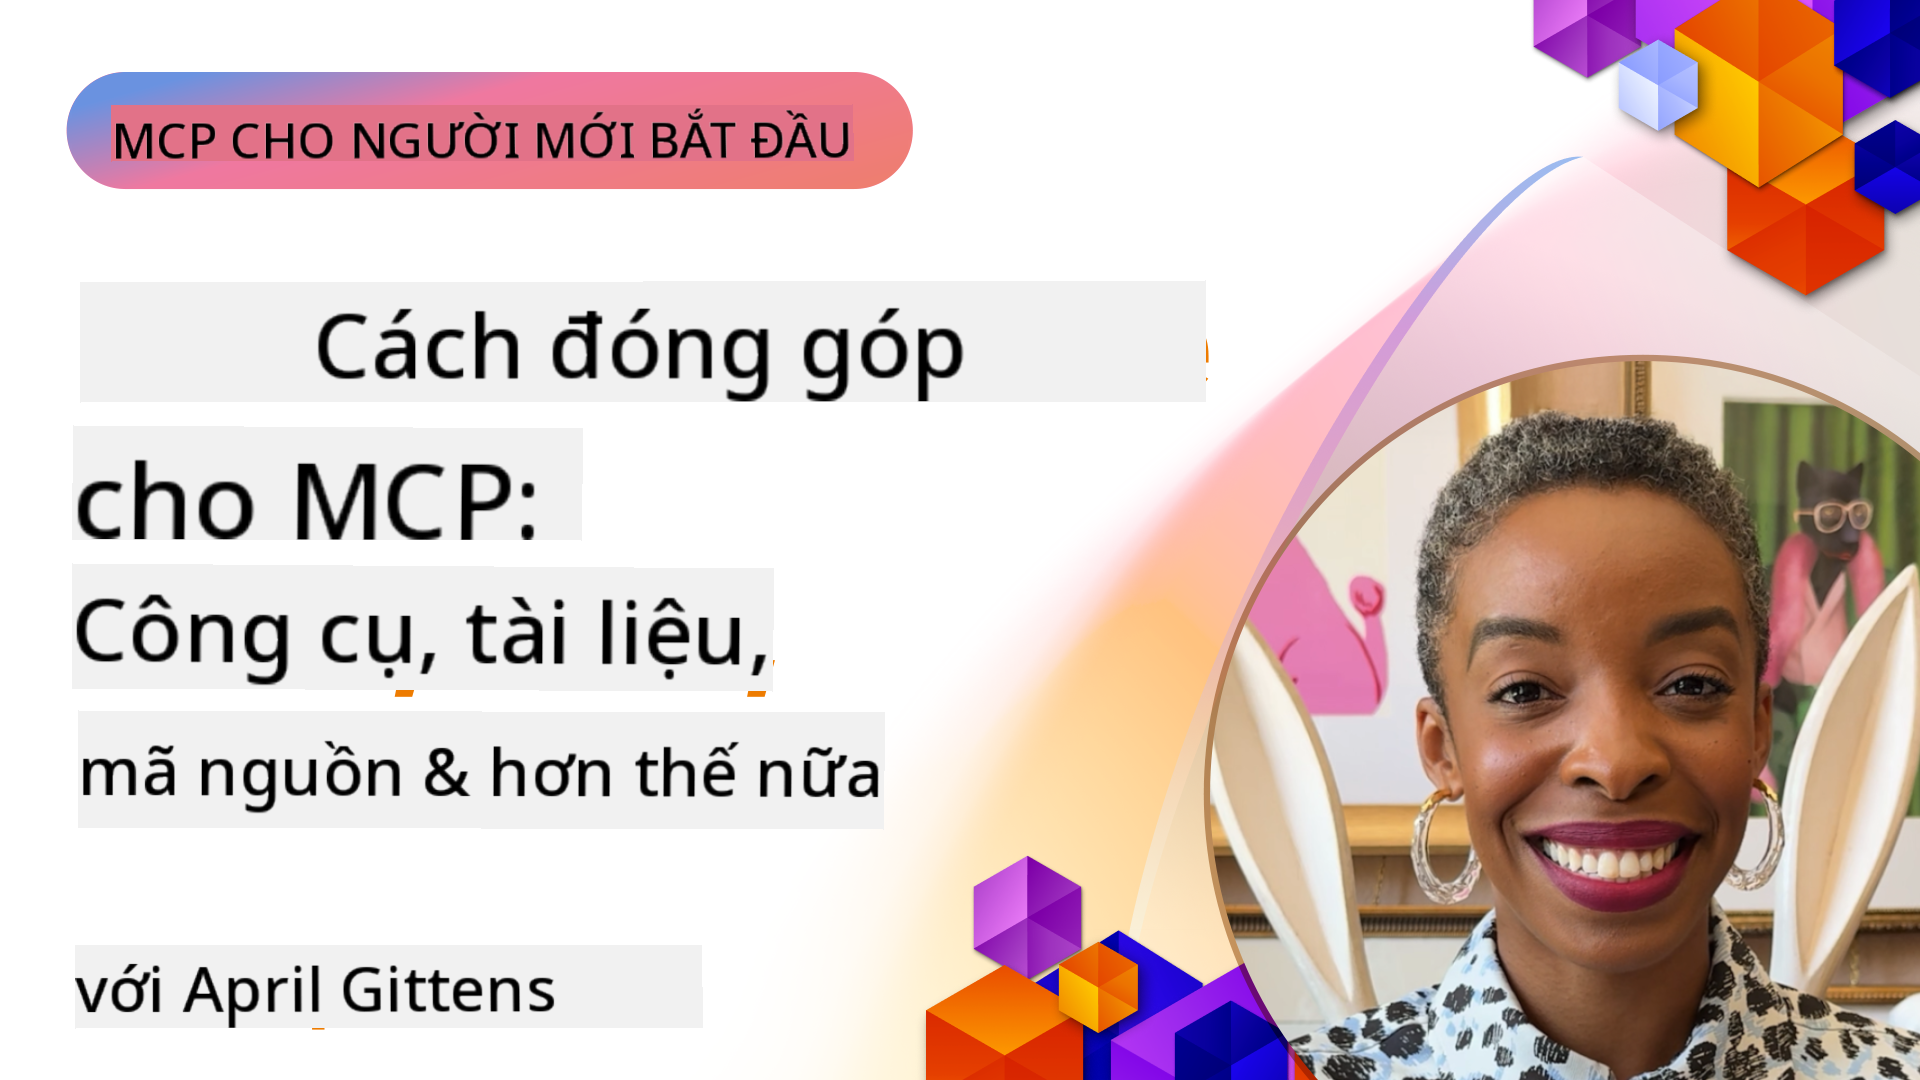 MCP CHO NGƯỜI MỚI BẮT ĐẦU
Cách đóng góp
cho MCP:
Công cụ, tài liệu,
mã nguồn & hơn thế nữa
với April Gittens